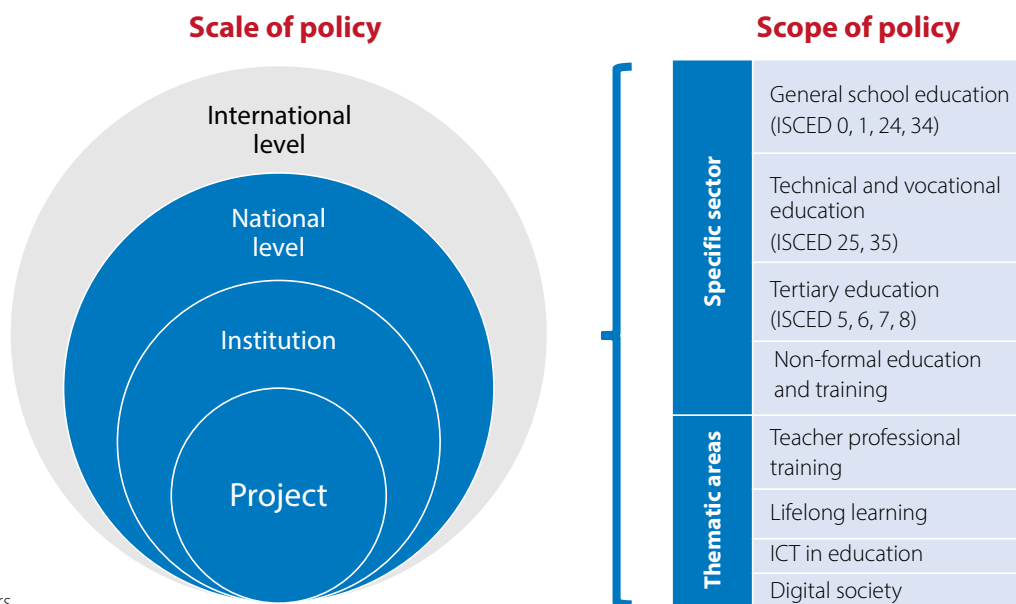 Scale of policy
International
level
National
level
Institution
Project
Scope of policy
Specific sector
General school education
(ISCED 0, 1, 24, 34)
Technical and vocational
education
(ISCED 25, 35)
Tertiary education
(ISCED 5, 6, 7, 8)
Non-formal education
and training
Thematic areas
Teacher professional
training
Lifelong learning
ICT in education
Digital society